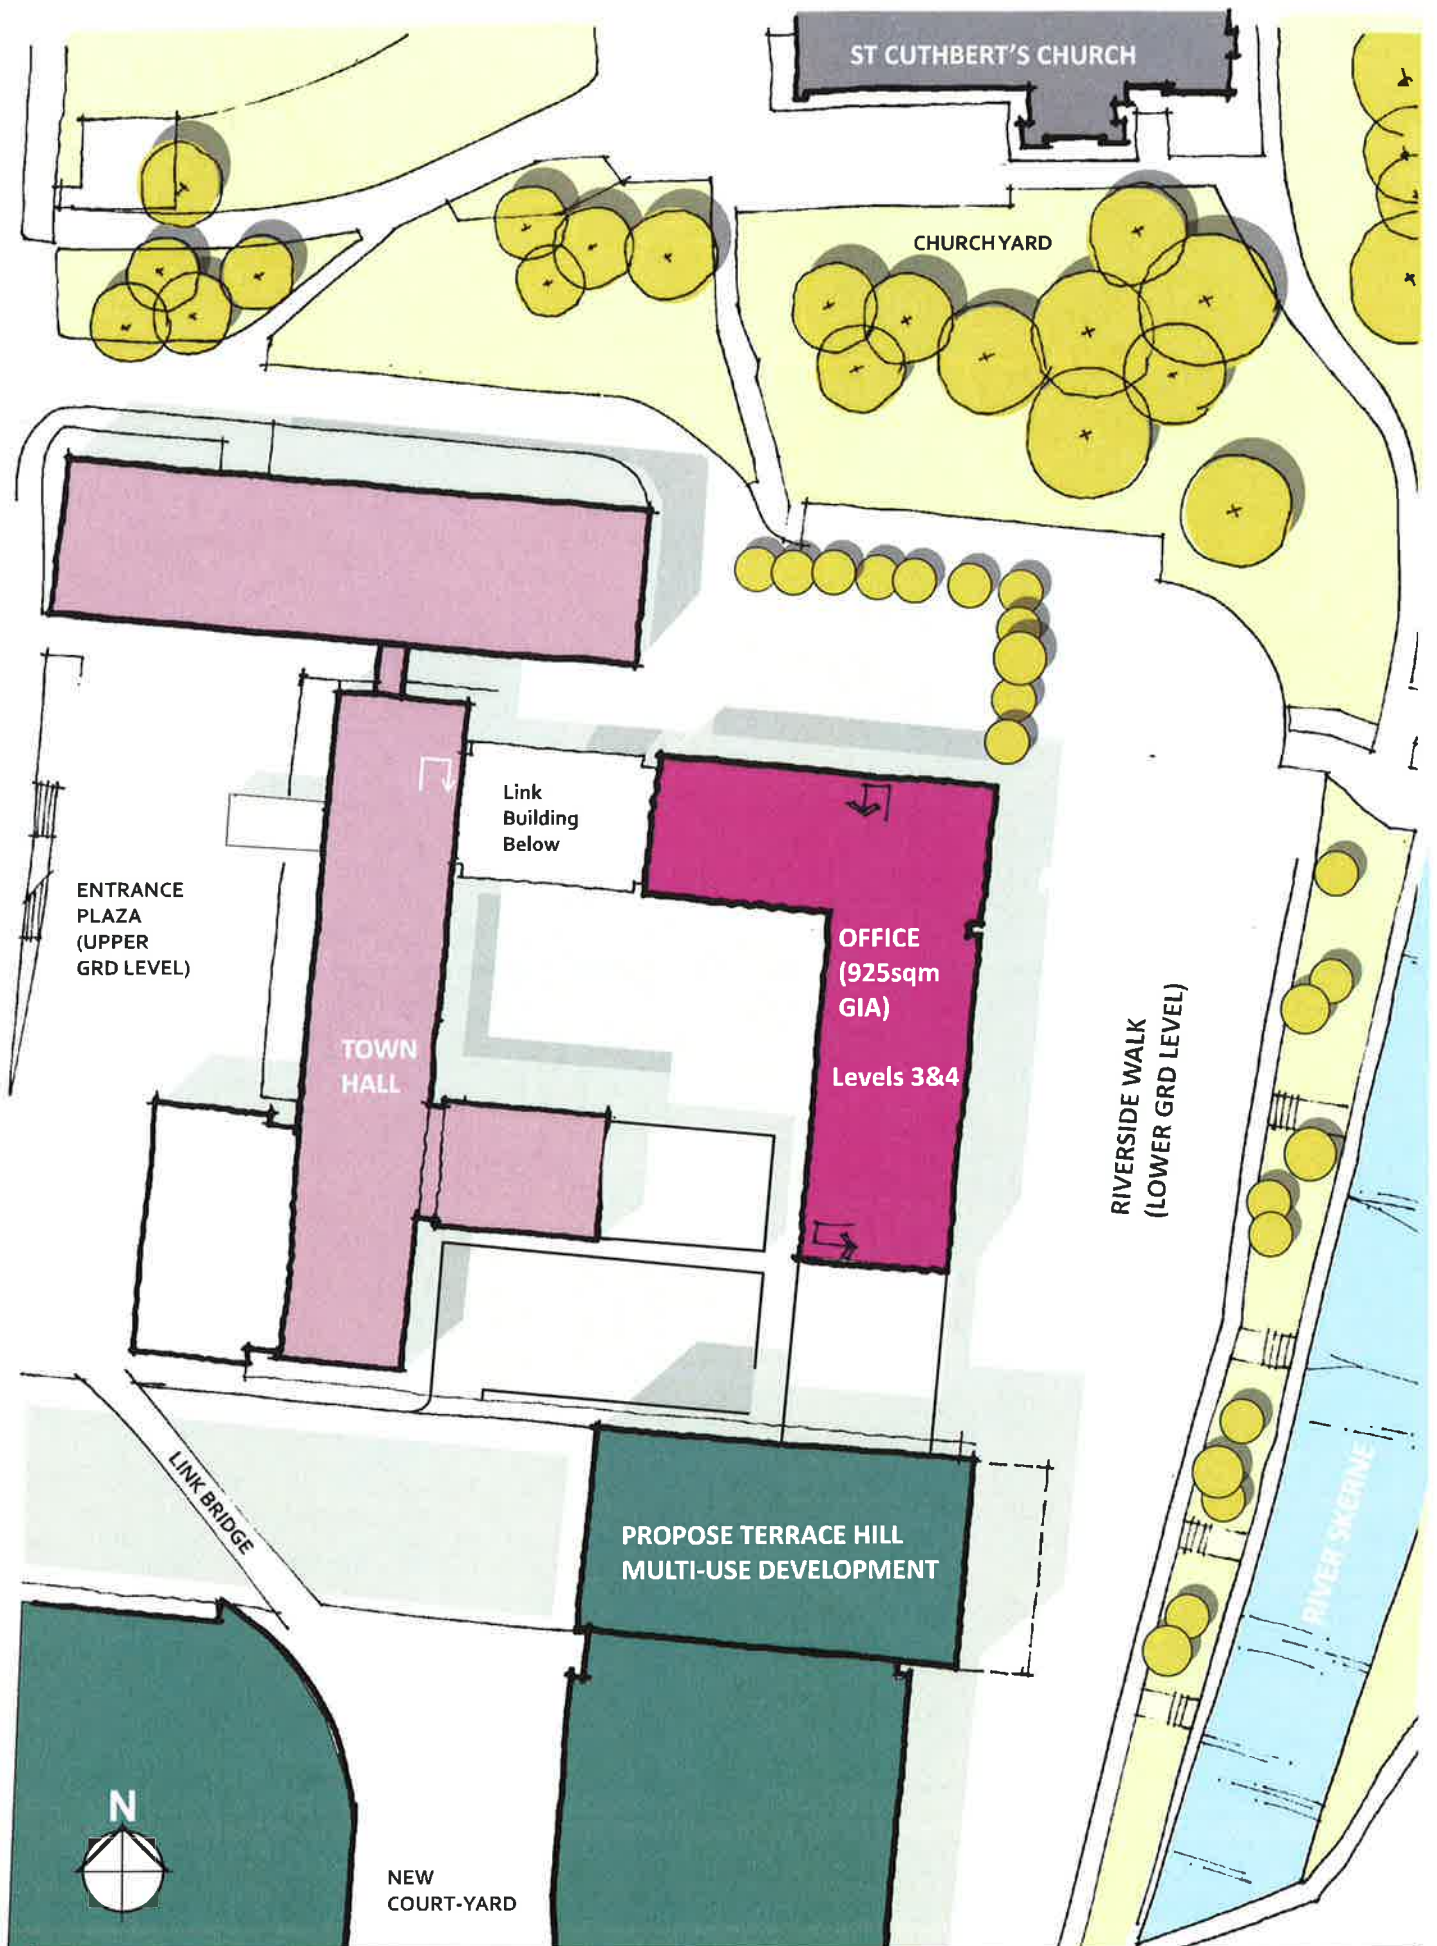 ST CUTHBERT'S CHURCH
CHURCH YARD
Link
Building
Below
ENTRANCE
PLAZA
(UPPER
GRD LEVEL)
OFFICE
(925sqm
GIA)
Levels 3&4
TOWN
HALL
RIVERSIDE WALK
(LOWER GRD LEVEL)
LINK BRIDGE
PROPOSE TERRACE HILL
MULTI-USE DEVELOPMENT
RIVER SKERNE
N
NEW
COURT-YARD